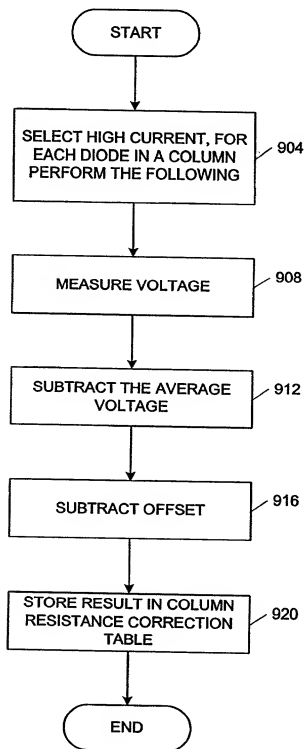 START
SELECT HIGH CURRENT, FOR
EACH DIODE IN A COLUMN
PERFORM THE FOLLOWING
904
MEASURE VOLTAGE
908
SUBTRACT THE AVERAGE
VOLTAGE
912
SUBTRACT OFFSET
916
STORE RESULT IN COLUMN
RESISTANCE CORRECTION
TABLE
920
END